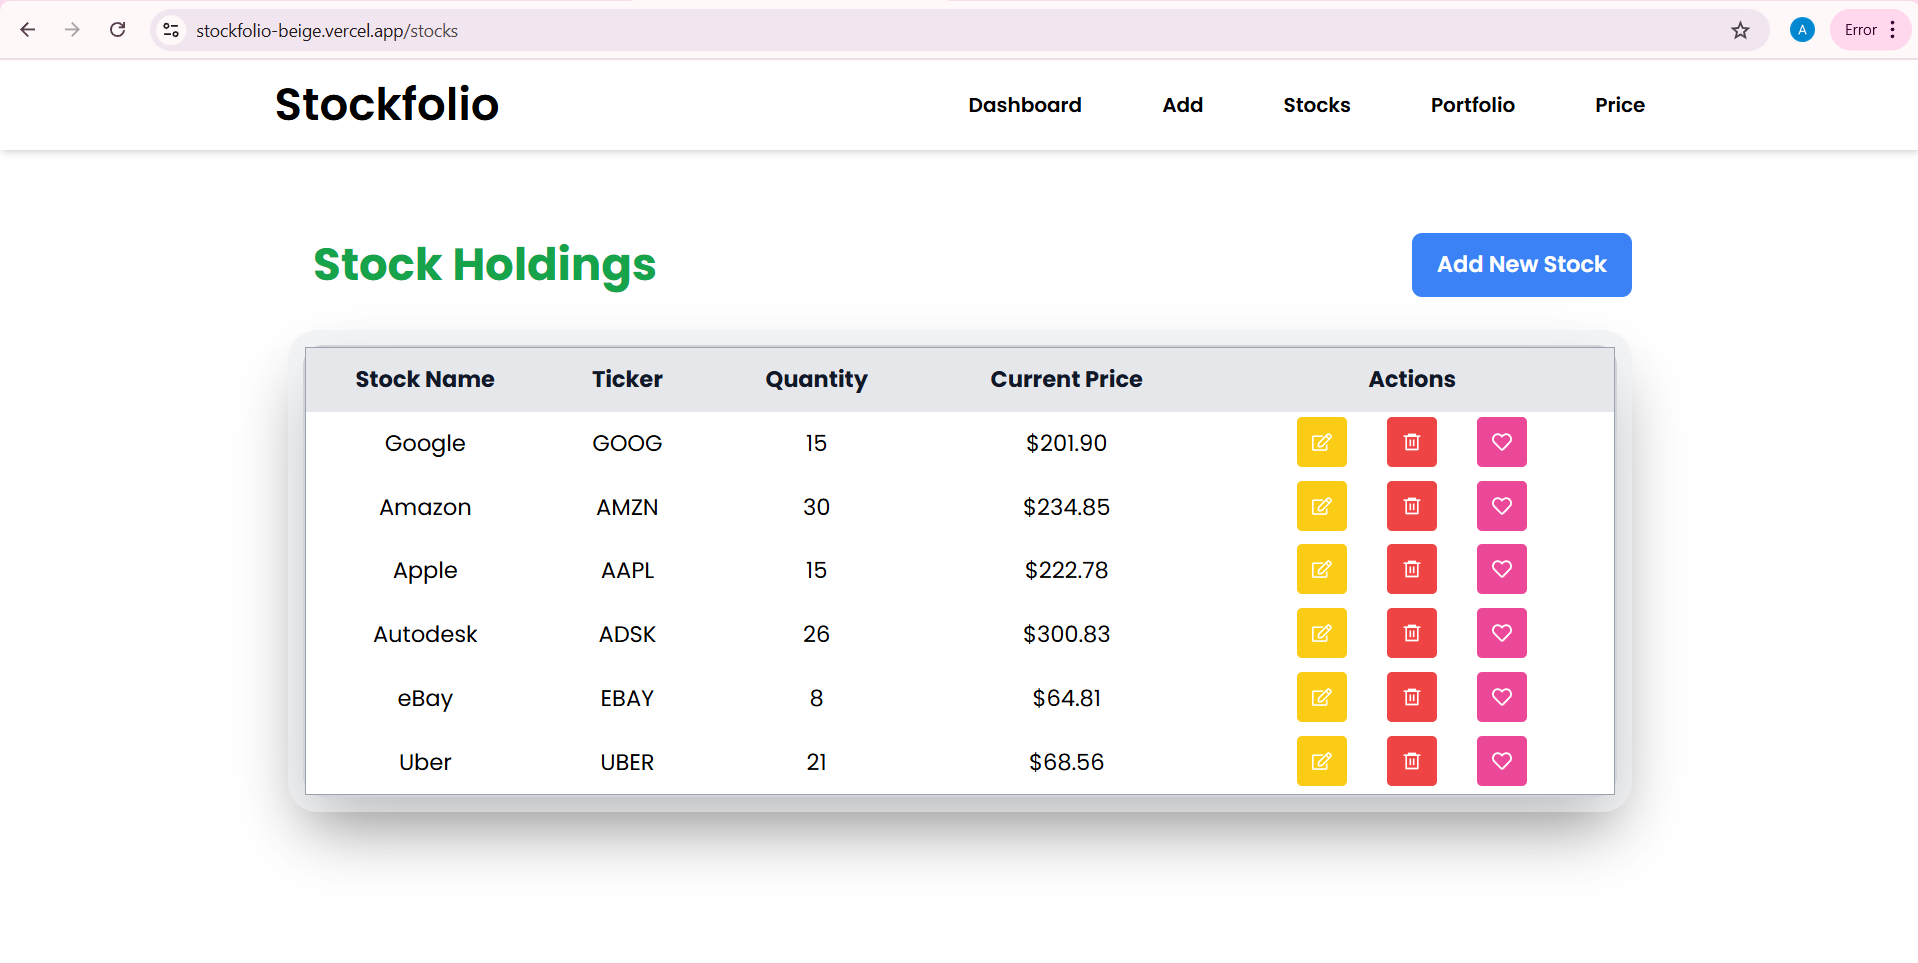 stockfolio-beige.vercel.app/stocks A Error
Stockfolio Dashboard Add Stocks Portfolio Price
Stock Holdings Add New Stock
Stock Name Ticker Quantity Current Price Actions
Google GOOG 15 $201.90
Amazon AMZN 30 $234.85
Apple AAPL 15 $222.78
Autodesk ADSK 26 $300.83
eBay EBAY 8 $64.81
Uber UBER 21 $68.56